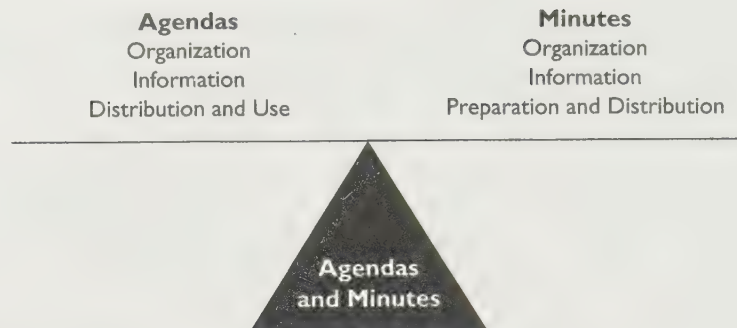 Agendas
Organization
Information
Distribution and Use
Minutes
Organization
Information
Preparation and Distribution
Agendas
and Minutes